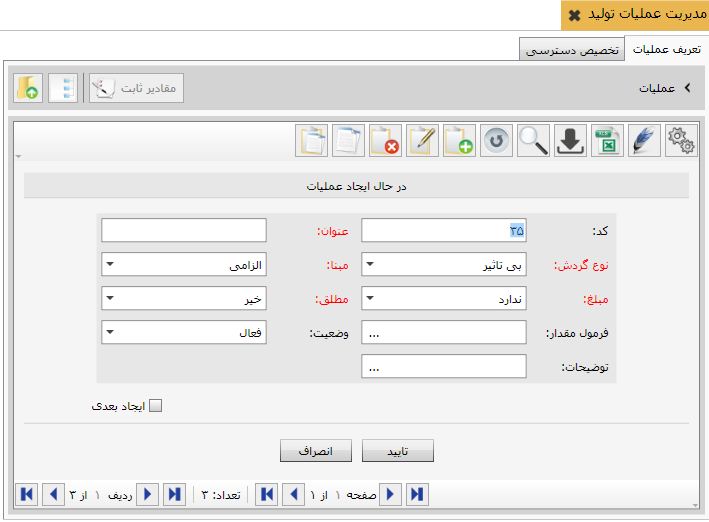 مدیریت عملیات تولید
تعریف عملیات تخصیص دسترسی
عملیات مقادیر ثابت
در حال ایجاد عملیات
کد: ۳۵ عنوان:
نوع گردش: بی تاثیر مبنا: الزامی
مبلغ: ندارد مطلق: خیر
فرمول مقدار: ... وضعیت: فعال
توضیحات: ...
ایجاد بعدی
تایید انصراف
صفحه ۱ از ۱ تعداد: ۳ ردیف ۱ از ۳